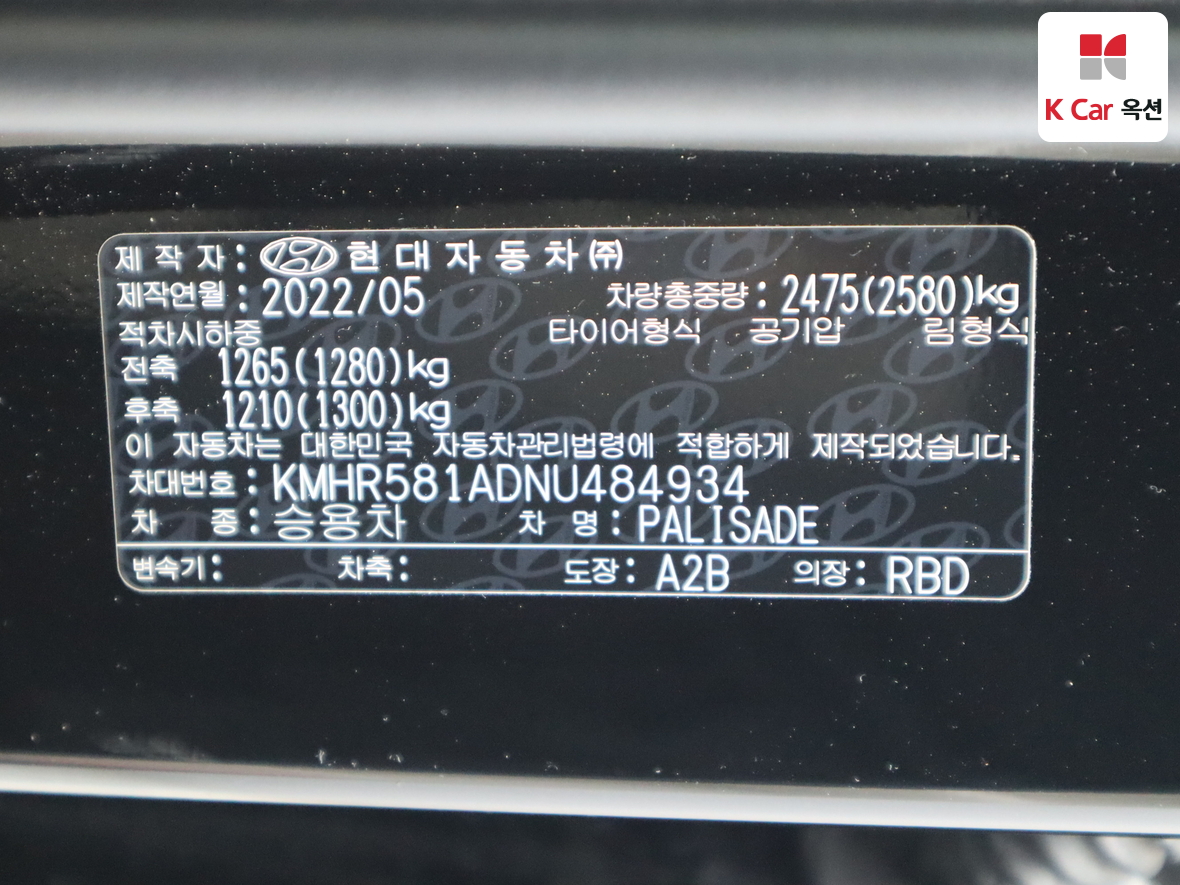 K Car 옥션
제 작 자 : 현 대 자 동 차 ㈜
제작연월 : 2022/05 차량총중량 : 2475(2580)kg
적차시하중 타이어형식 공기압 림형식
전축 1265(1280)kg
후축 1210(1300)kg
이 자동차는 대한민국 자동차관리법령에 적합하게 제작되었습니다.
차대번호 : KMHR581ADNU484934
차 종 : 승용차 차 명 : PALISADE
변속기 : 차축 : 도장 : A2B 의장 : RBD